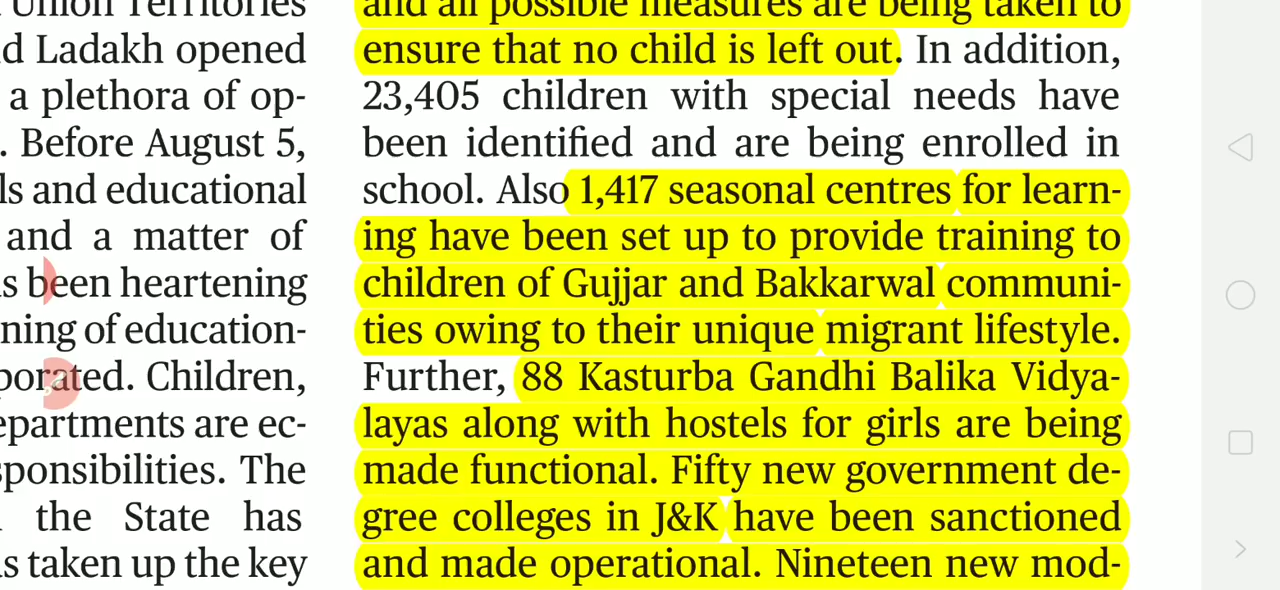 Union Territories
Ladakh opened
a plethora of op-
. Before August 5,
and educational
and a matter of
been heartening
of education-
Children,
are ec-
The
the State has
taken up the key
and all possible measures are being taken to
ensure that no child is left out. In addition,
23,405 children with special needs have
been identified and are being enrolled in
school. Also 1,417 seasonal centres for learn-
ing have been set up to provide training to
children of Gujjar and Bakkarwal communi-
ties owing to their unique migrant lifestyle.
Further, 88 Kasturba Gandhi Balika Vidya-
layas along with hostels for girls are being
made functional. Fifty new government de-
gree colleges in J&K have been sanctioned
and made operational. Nineteen new mod-